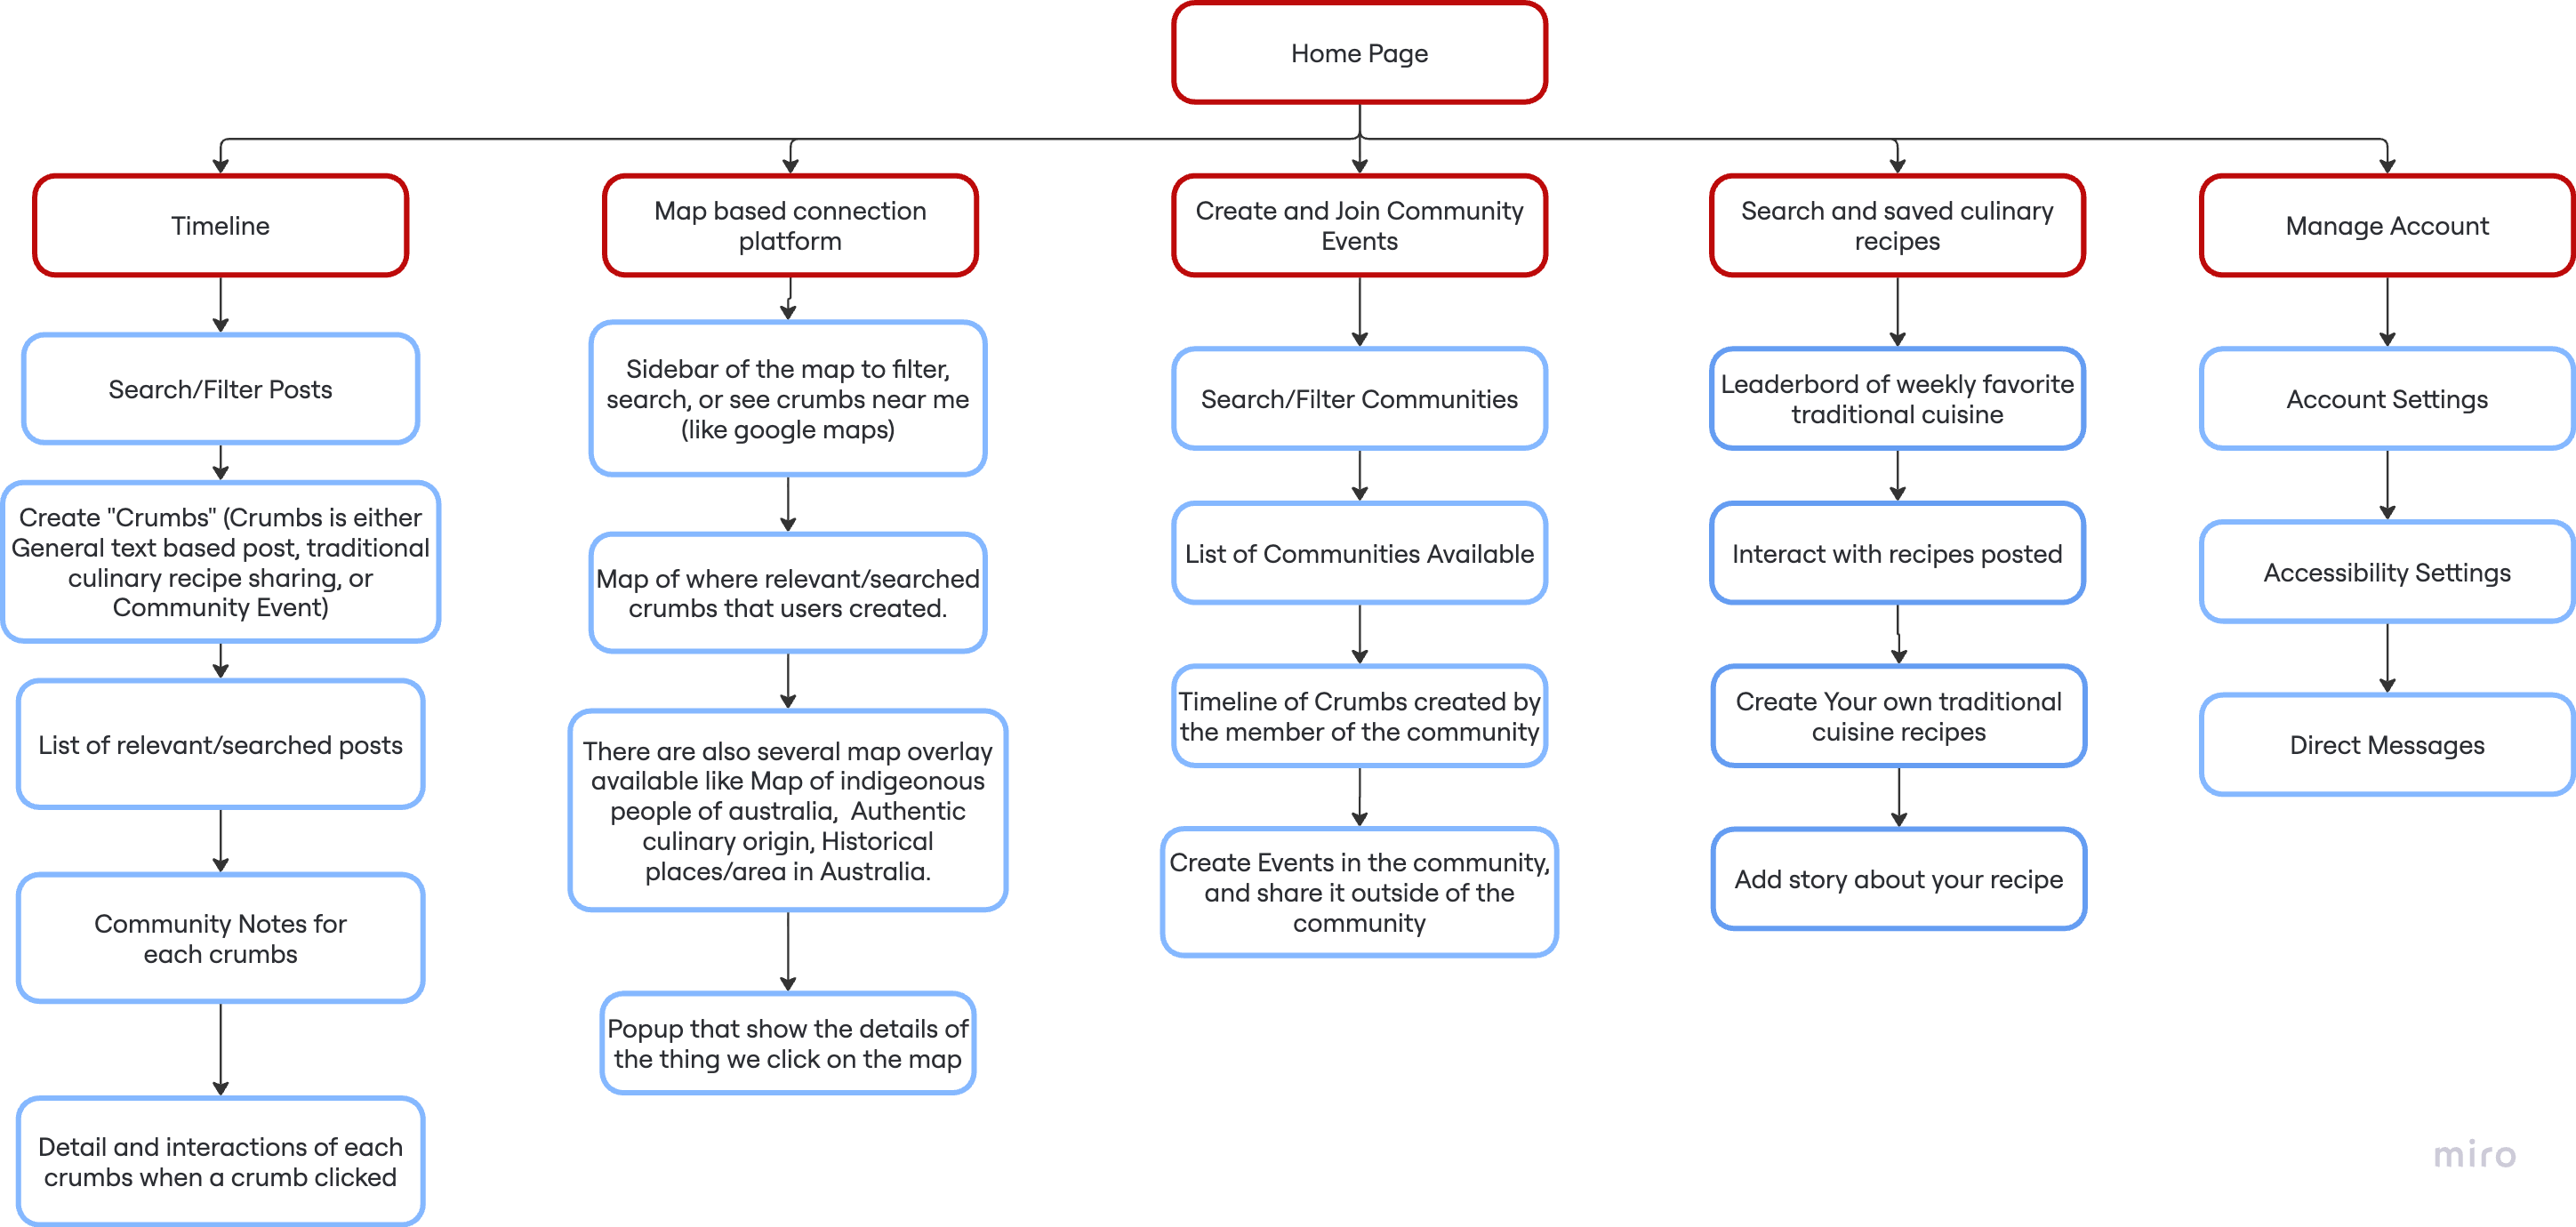 Home Page
Timeline
Search/Filter Posts
Create "Crumbs" (Crumbs is either
General text based post, traditional
culinary recipe sharing, or
Community Event)
List of relevant/searched posts
Community Notes for
each crumbs
Detail and interactions of each
crumbs when a crumb clicked
Map based connection
platform
Sidebar of the map to filter,
search, or see crumbs near me
(like google maps)
Map of where relevant/searched
crumbs that users created.
There are also several map overlay
available like Map of indigeonous
people of australia,  Authentic
culinary origin, Historical
places/area in Australia.
Popup that show the details of
the thing we click on the map
Create and Join Community
Events
Search/Filter Communities
List of Communities Available
Timeline of Crumbs created by
the member of the community
Create Events in the community,
and share it outside of the
community
Search and saved culinary
recipes
Leaderbord of weekly favorite
traditional cuisine
Interact with recipes posted
Create Your own traditional
cuisine recipes
Add story about your recipe
Manage Account
Account Settings
Accessibility Settings
Direct Messages
miro